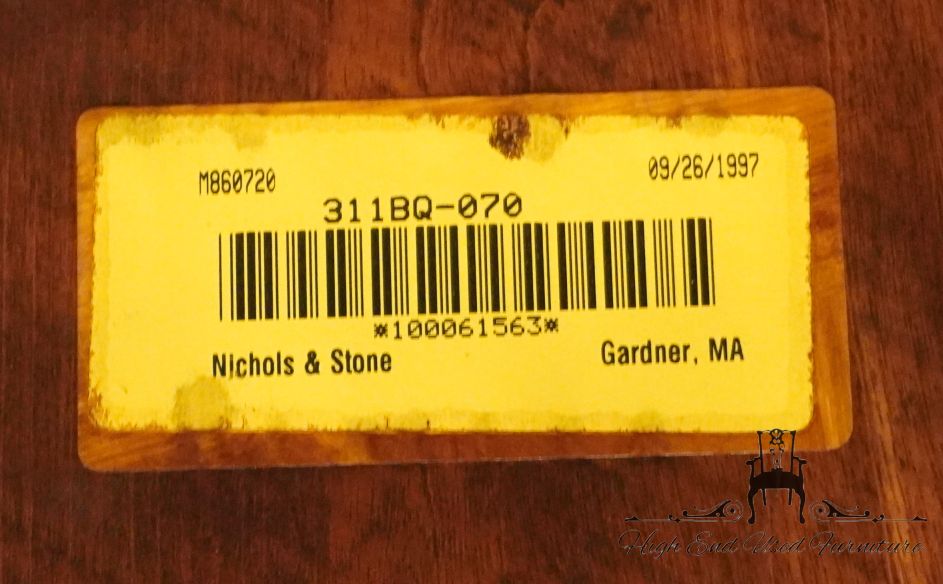 M860720 09/26/1997
311BQ-070
*100061563*
Nichols & Stone Gardner, MA
High End Used Furniture